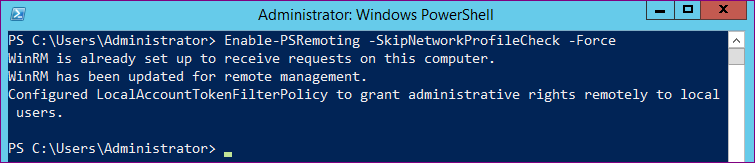 Administrator: Windows PowerShell
PS C:\Users\Administrator> Enable-PSRemoting -SkipNetworkProfileCheck -Force
WinRM is already set up to receive requests on this computer.
WinRM has been updated for remote management.
Configured LocalAccountTokenFilterPolicy to grant administrative rights remotely to local
 users.
PS C:\Users\Administrator>